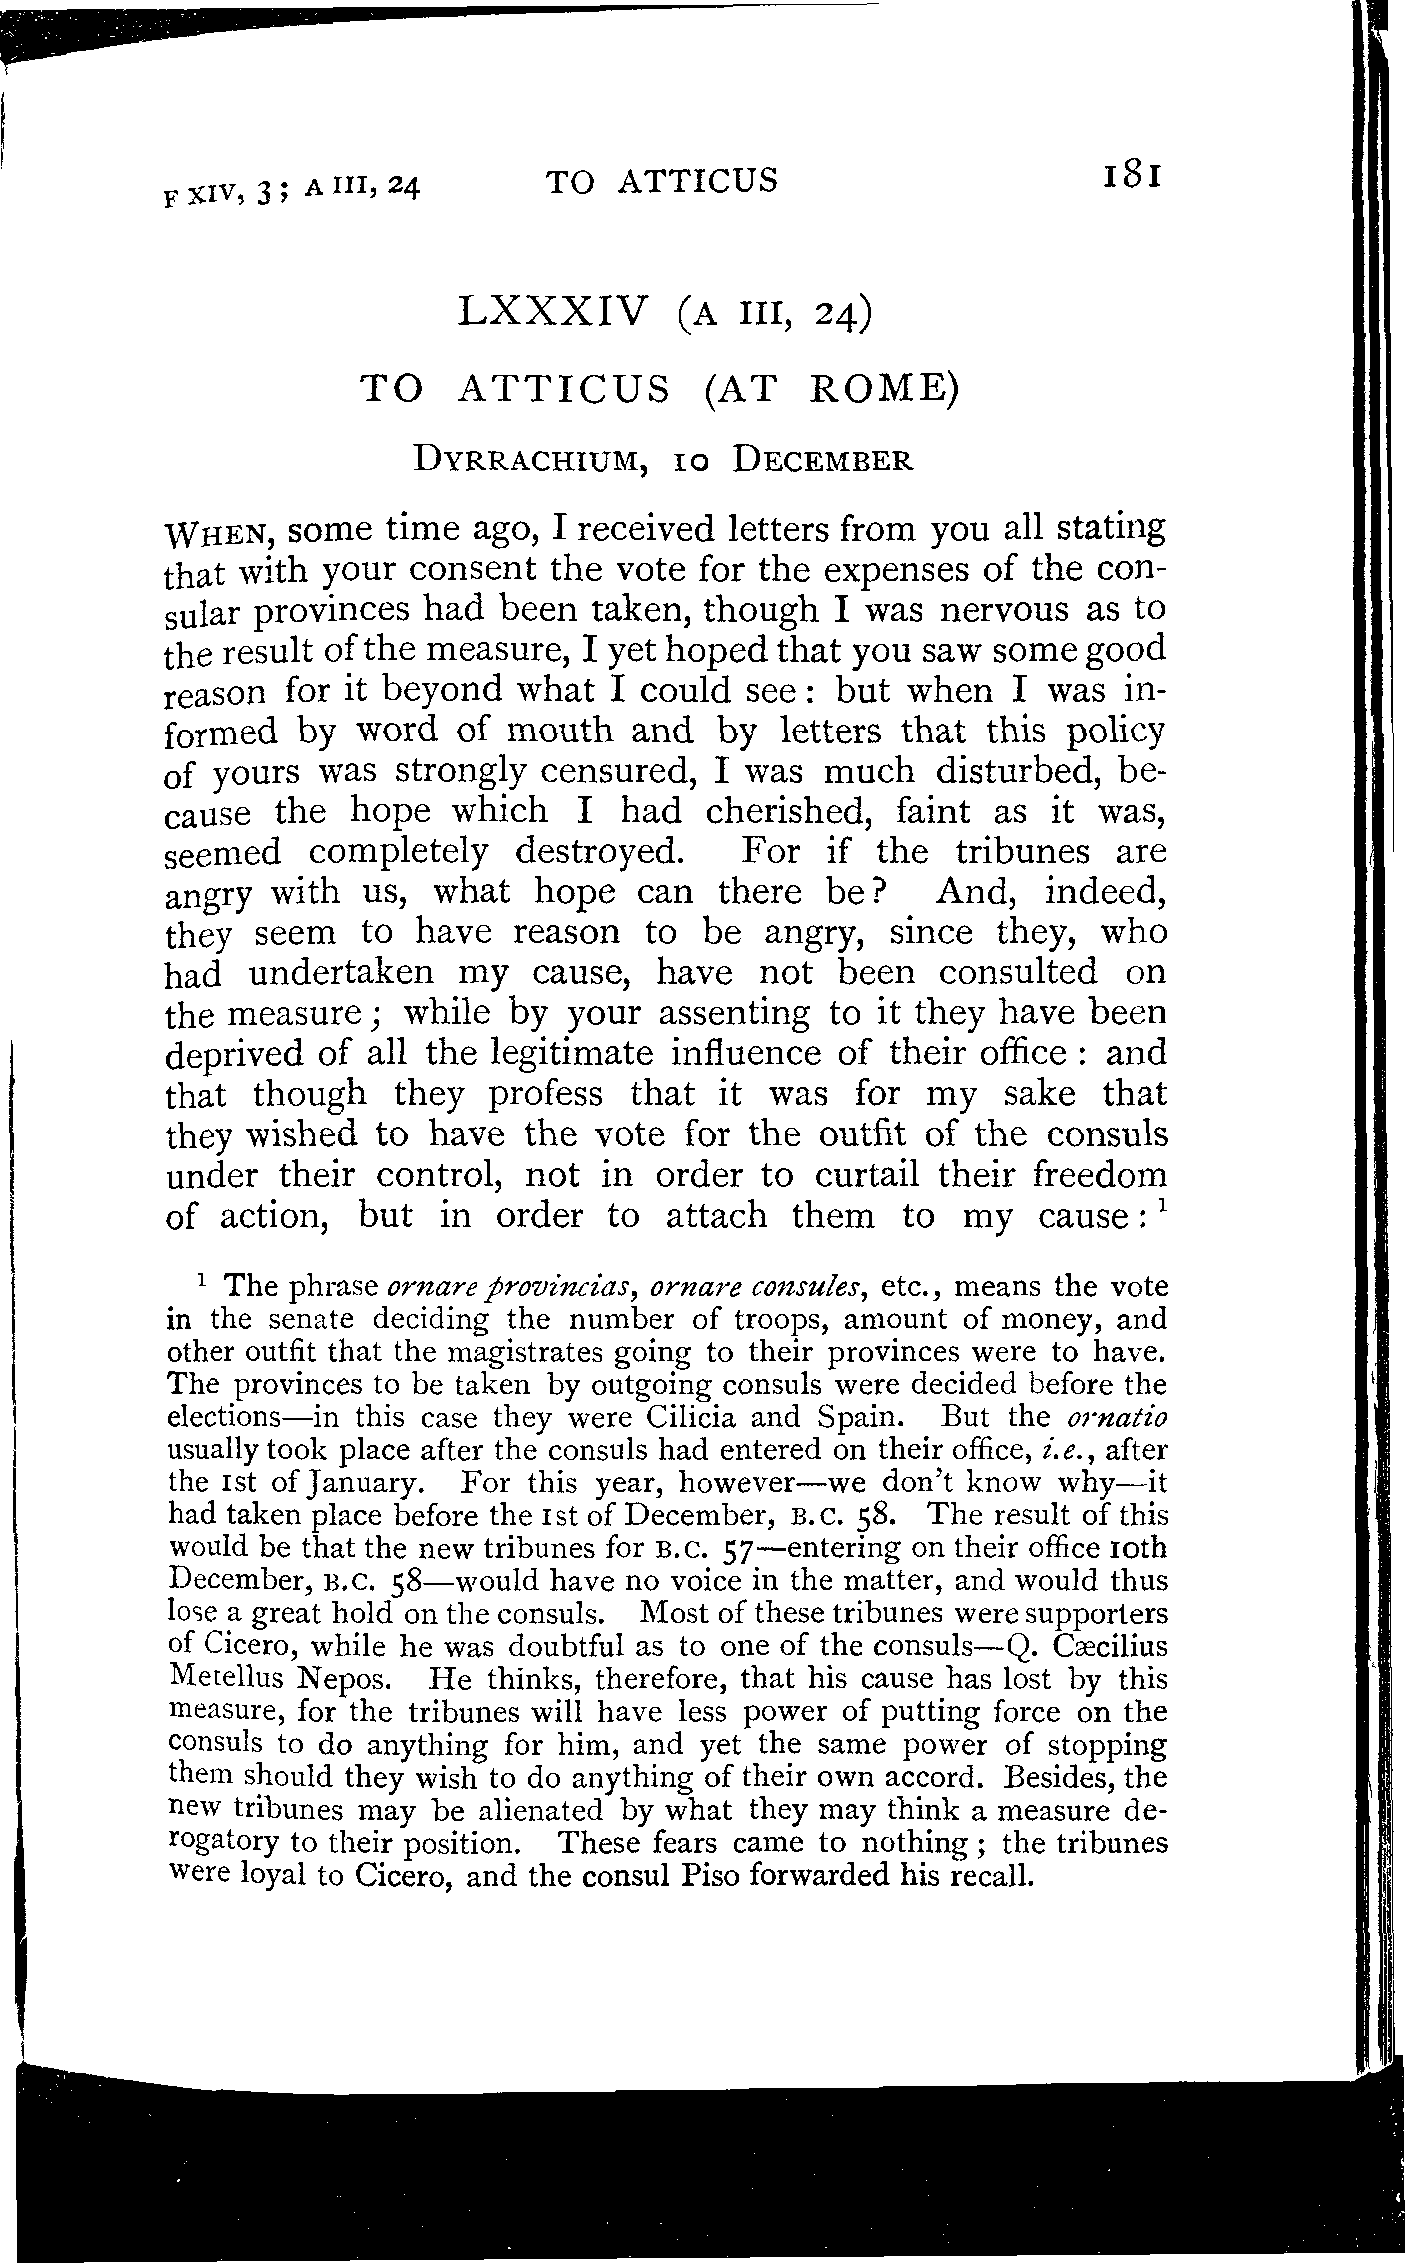 F XIV, 3; A III, 24 TO ATTICUS 181
LXXXIV (A III, 24)
TO ATTICUS (AT ROME)
DYRRACHIUM, 10 DECEMBER
WHEN, some time ago, I received letters from you all stating
that with your consent the vote for the expenses of the con-
sular provinces had been taken, though I was nervous as to
the result of the measure, I yet hoped that you saw some good
reason for it beyond what I could see: but when I was in-
formed by word of mouth and by letters that this policy
of yours was strongly censured, I was much disturbed, be-
cause the hope which I had cherished, faint as it was,
seemed completely destroyed. For if the tribunes are
angry with us, what hope can there be? And, indeed,
they seem to have reason to be angry, since they, who
had undertaken my cause, have not been consulted on
the measure; while by your assenting to it they have been
deprived of all the legitimate influence of their office: and
that though they profess that it was for my sake that
they wished to have the vote for the outfit of the consuls
under their control, not in order to curtail their freedom
of action, but in order to attach them to my cause:¹
¹ The phrase ornare provincias, ornare consules, etc., means the vote
in the senate deciding the number of troops, amount of money, and
other outfit that the magistrates going to their provinces were to have.
The provinces to be taken by outgoing consuls were decided before the
elections—in this case they were Cilicia and Spain. But the ornatio
usually took place after the consuls had entered on their office, i.e., after
the 1st of January. For this year, however—we don't know why—it
had taken place before the 1st of December, B.C. 58. The result of this
would be that the new tribunes for B.C. 57—entering on their office 10th
December, B.C. 58—would have no voice in the matter, and would thus
lose a great hold on the consuls. Most of these tribunes were supporters
of Cicero, while he was doubtful as to one of the consuls—Q. Cæcilius
Metellus Nepos. He thinks, therefore, that his cause has lost by this
measure, for the tribunes will have less power of putting force on the
consuls to do anything for him, and yet the same power of stopping
them should they wish to do anything of their own accord. Besides, the
new tribunes may be alienated by what they may think a measure de-
rogatory to their position. These fears came to nothing; the tribunes
were loyal to Cicero, and the consul Piso forwarded his recall.